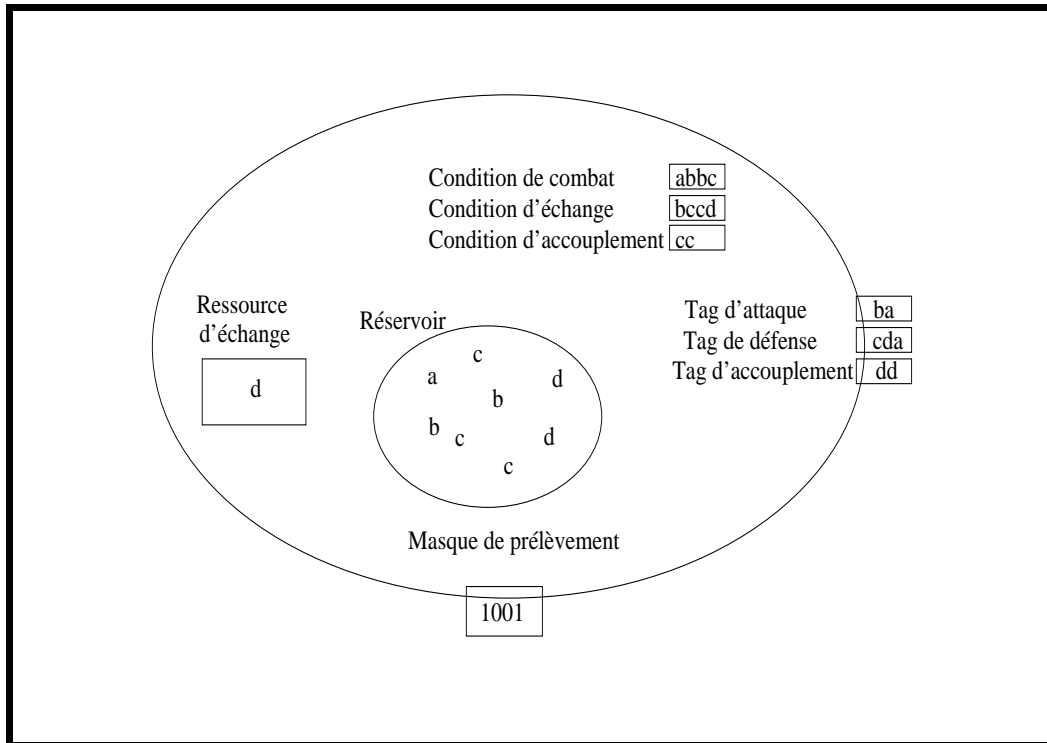 Condition de combat abbc
Condition d'échange bccd
Condition d'accouplement cc
Ressource
d'échange
d
Réservoir
c
a
d
b
b
c
d
c
Tag d'attaque ba
Tag de défense cda
Tag d'accouplement dd
Masque de prélèvement
1001